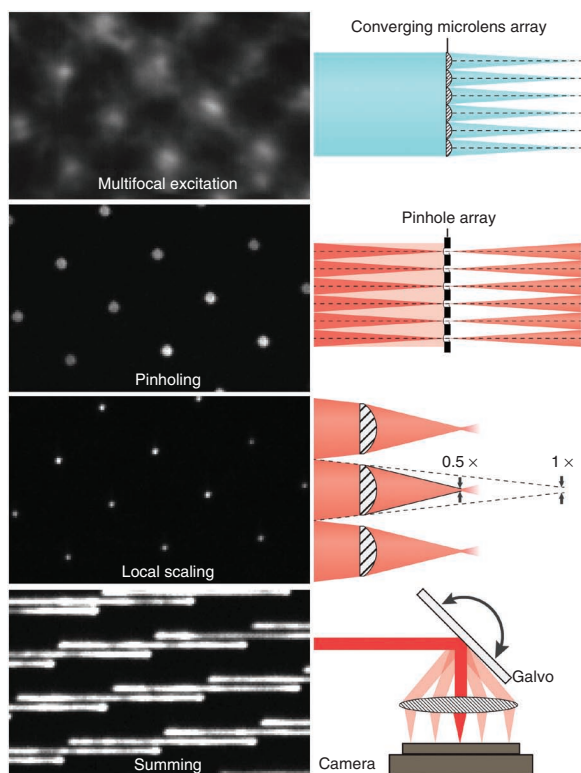 Converging microlens array
Multifocal excitation
Pinhole array
Pinholing
0.5 ×
1 ×
Local scaling
Galvo
Camera
Summing